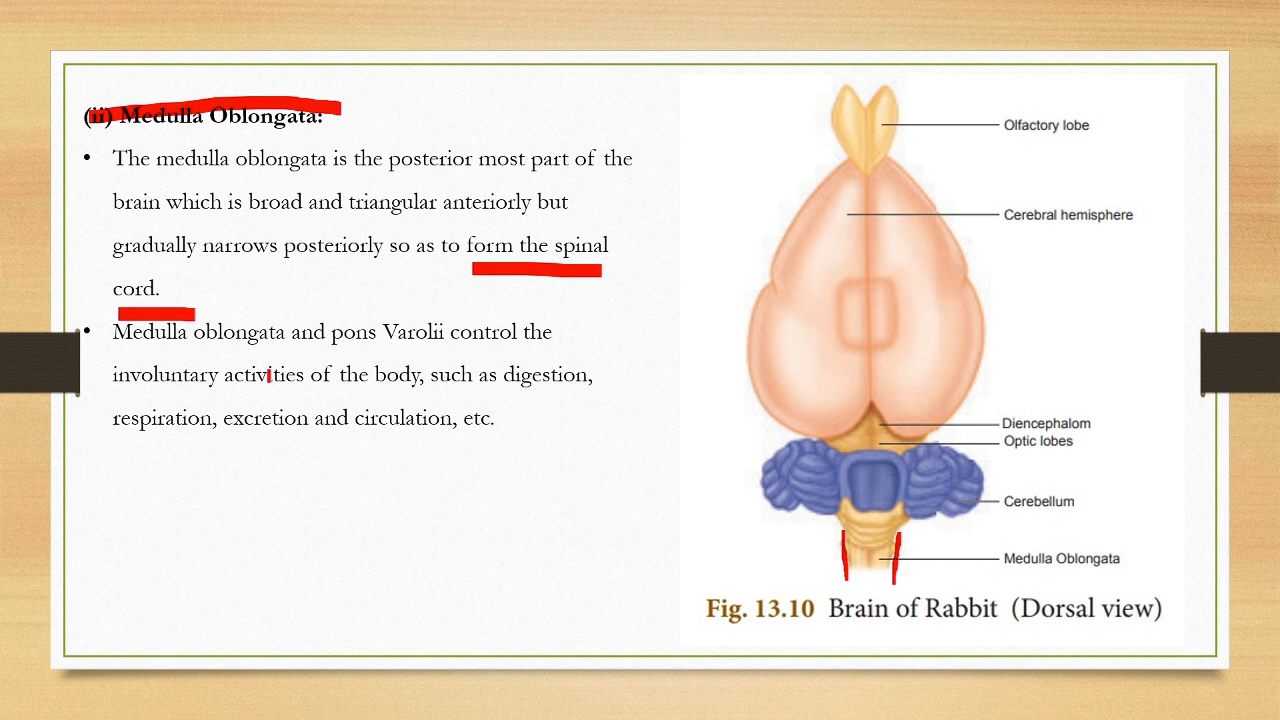 (ii) Medulla Oblongata:
• The medulla oblongata is the posterior most part of the
brain which is broad and triangular anteriorly but
gradually narrows posteriorly so as to form the spinal
cord.
• Medulla oblongata and pons Varolii control the
involuntary activities of the body, such as digestion,
respiration, excretion and circulation, etc.
Olfactory lobe
Cerebral hemisphere
Diencephalom
Optic lobes
Cerebellum
Medulla Oblongata
Fig. 13.10 Brain of Rabbit (Dorsal view)